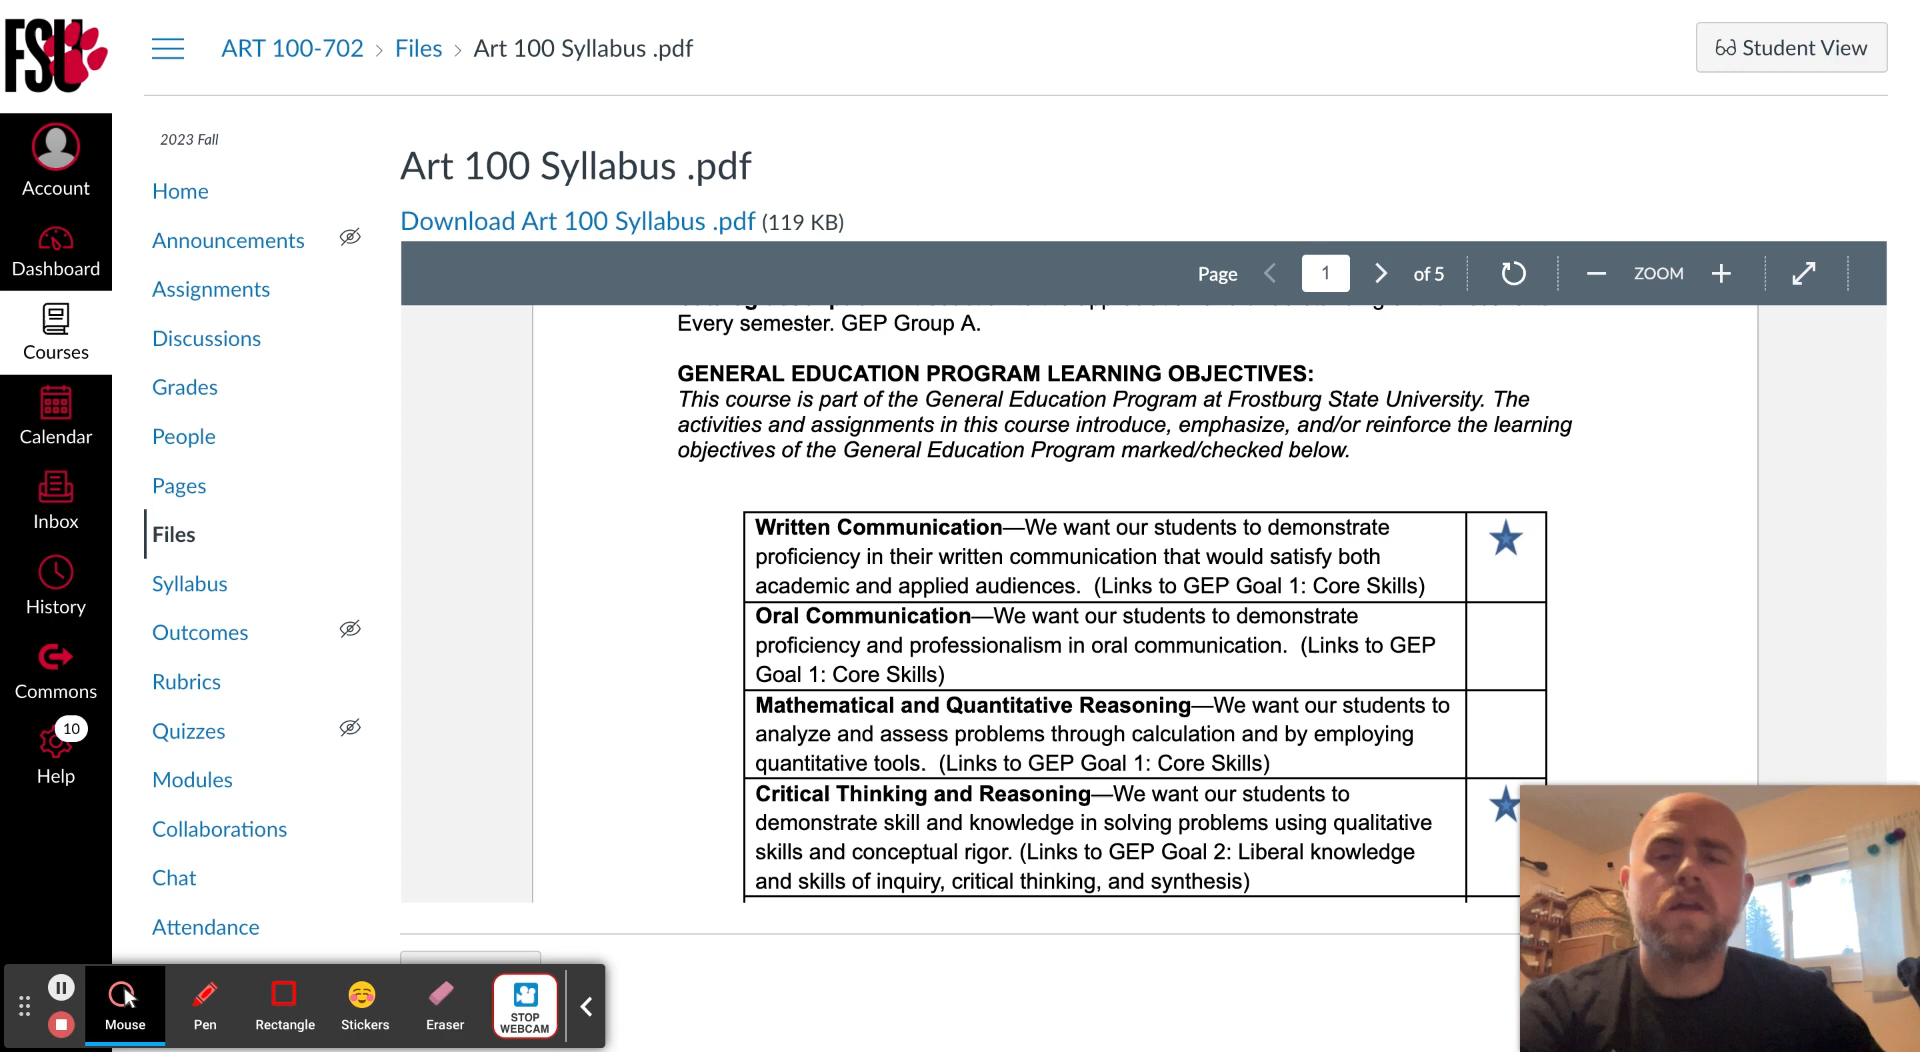 FSU
ART 100-702 › Files › Art 100 Syllabus .pdf
Student View
Account
Dashboard
Courses
Calendar
Inbox
History
Commons
10
Help
2023 Fall
Home
Announcements
Assignments
Discussions
Grades
People
Pages
Files
Syllabus
Outcomes
Rubrics
Quizzes
Modules
Collaborations
Chat
Attendance
Art 100 Syllabus .pdf
Download Art 100 Syllabus .pdf (119 KB)
Page 1 of 5 ZOOM
Every semester. GEP Group A.
GENERAL EDUCATION PROGRAM LEARNING OBJECTIVES:
This course is part of the General Education Program at Frostburg State University. The
activities and assignments in this course introduce, emphasize, and/or reinforce the learning
objectives of the General Education Program marked/checked below.
Written Communication—We want our students to demonstrate
proficiency in their written communication that would satisfy both
academic and applied audiences. (Links to GEP Goal 1: Core Skills)
Oral Communication—We want our students to demonstrate
proficiency and professionalism in oral communication. (Links to GEP
Goal 1: Core Skills)
Mathematical and Quantitative Reasoning—We want our students to
analyze and assess problems through calculation and by employing
quantitative tools. (Links to GEP Goal 1: Core Skills)
Critical Thinking and Reasoning—We want our students to
demonstrate skill and knowledge in solving problems using qualitative
skills and conceptual rigor. (Links to GEP Goal 2: Liberal knowledge
and skills of inquiry, critical thinking, and synthesis)
Mouse
Pen
Rectangle
Stickers
Eraser
STOP
WEBCAM